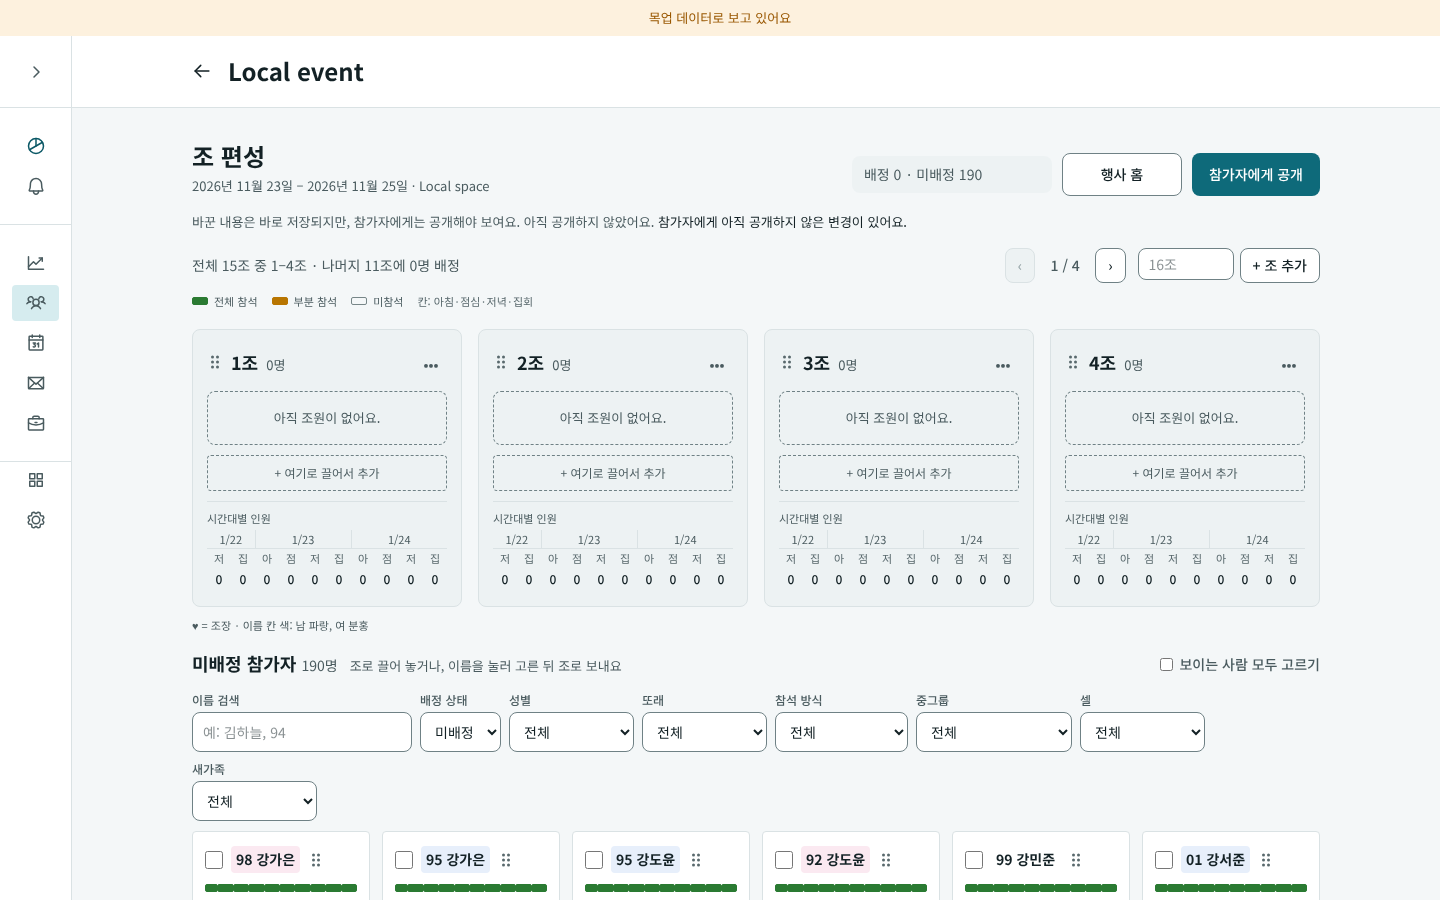 목업 데이터로 보고 있어요
Local event
조 편성
2026년 11월 23일 – 2026년 11월 25일 · Local space
배정 0 · 미배정 190
행사 홈
참가자에게 공개
바꾼 내용은 바로 저장되지만, 참가자에게는 공개해야 보여요. 아직 공개하지 않았어요. 참가자에게 아직 공개하지 않은 변경이 있어요.
전체 15조 중 1–4조 · 나머지 11조에 0명 배정
‹ 1 / 4 › 16조 + 조 추가
전체 참석 부분 참석 미참석 칸: 아침·점심·저녁·집회
1조 0명 •••
아직 조원이 없어요.
+ 여기로 끌어서 추가
시간대별 인원
1/22 1/23 1/24
저 집 아 점 저 집 아 점 저 집
0 0 0 0 0 0 0 0 0 0
2조 0명 •••
아직 조원이 없어요.
+ 여기로 끌어서 추가
시간대별 인원
1/22 1/23 1/24
저 집 아 점 저 집 아 점 저 집
0 0 0 0 0 0 0 0 0 0
3조 0명 •••
아직 조원이 없어요.
+ 여기로 끌어서 추가
시간대별 인원
1/22 1/23 1/24
저 집 아 점 저 집 아 점 저 집
0 0 0 0 0 0 0 0 0 0
4조 0명 •••
아직 조원이 없어요.
+ 여기로 끌어서 추가
시간대별 인원
1/22 1/23 1/24
저 집 아 점 저 집 아 점 저 집
0 0 0 0 0 0 0 0 0 0
♥ = 조장 · 이름 칸 색: 남 파랑, 여 분홍
미배정 참가자 190명 조로 끌어 놓거나, 이름을 눌러 고른 뒤 조로 보내요
보이는 사람 모두 고르기
이름 검색 배정 상태 성별 또래 참석 방식 중그룹 셀
예: 김하늘, 94 미배정 전체 전체 전체 전체 전체
새가족
전체
98 강가은 95 강가은 95 강도윤 92 강도윤 99 강민준 01 강서준